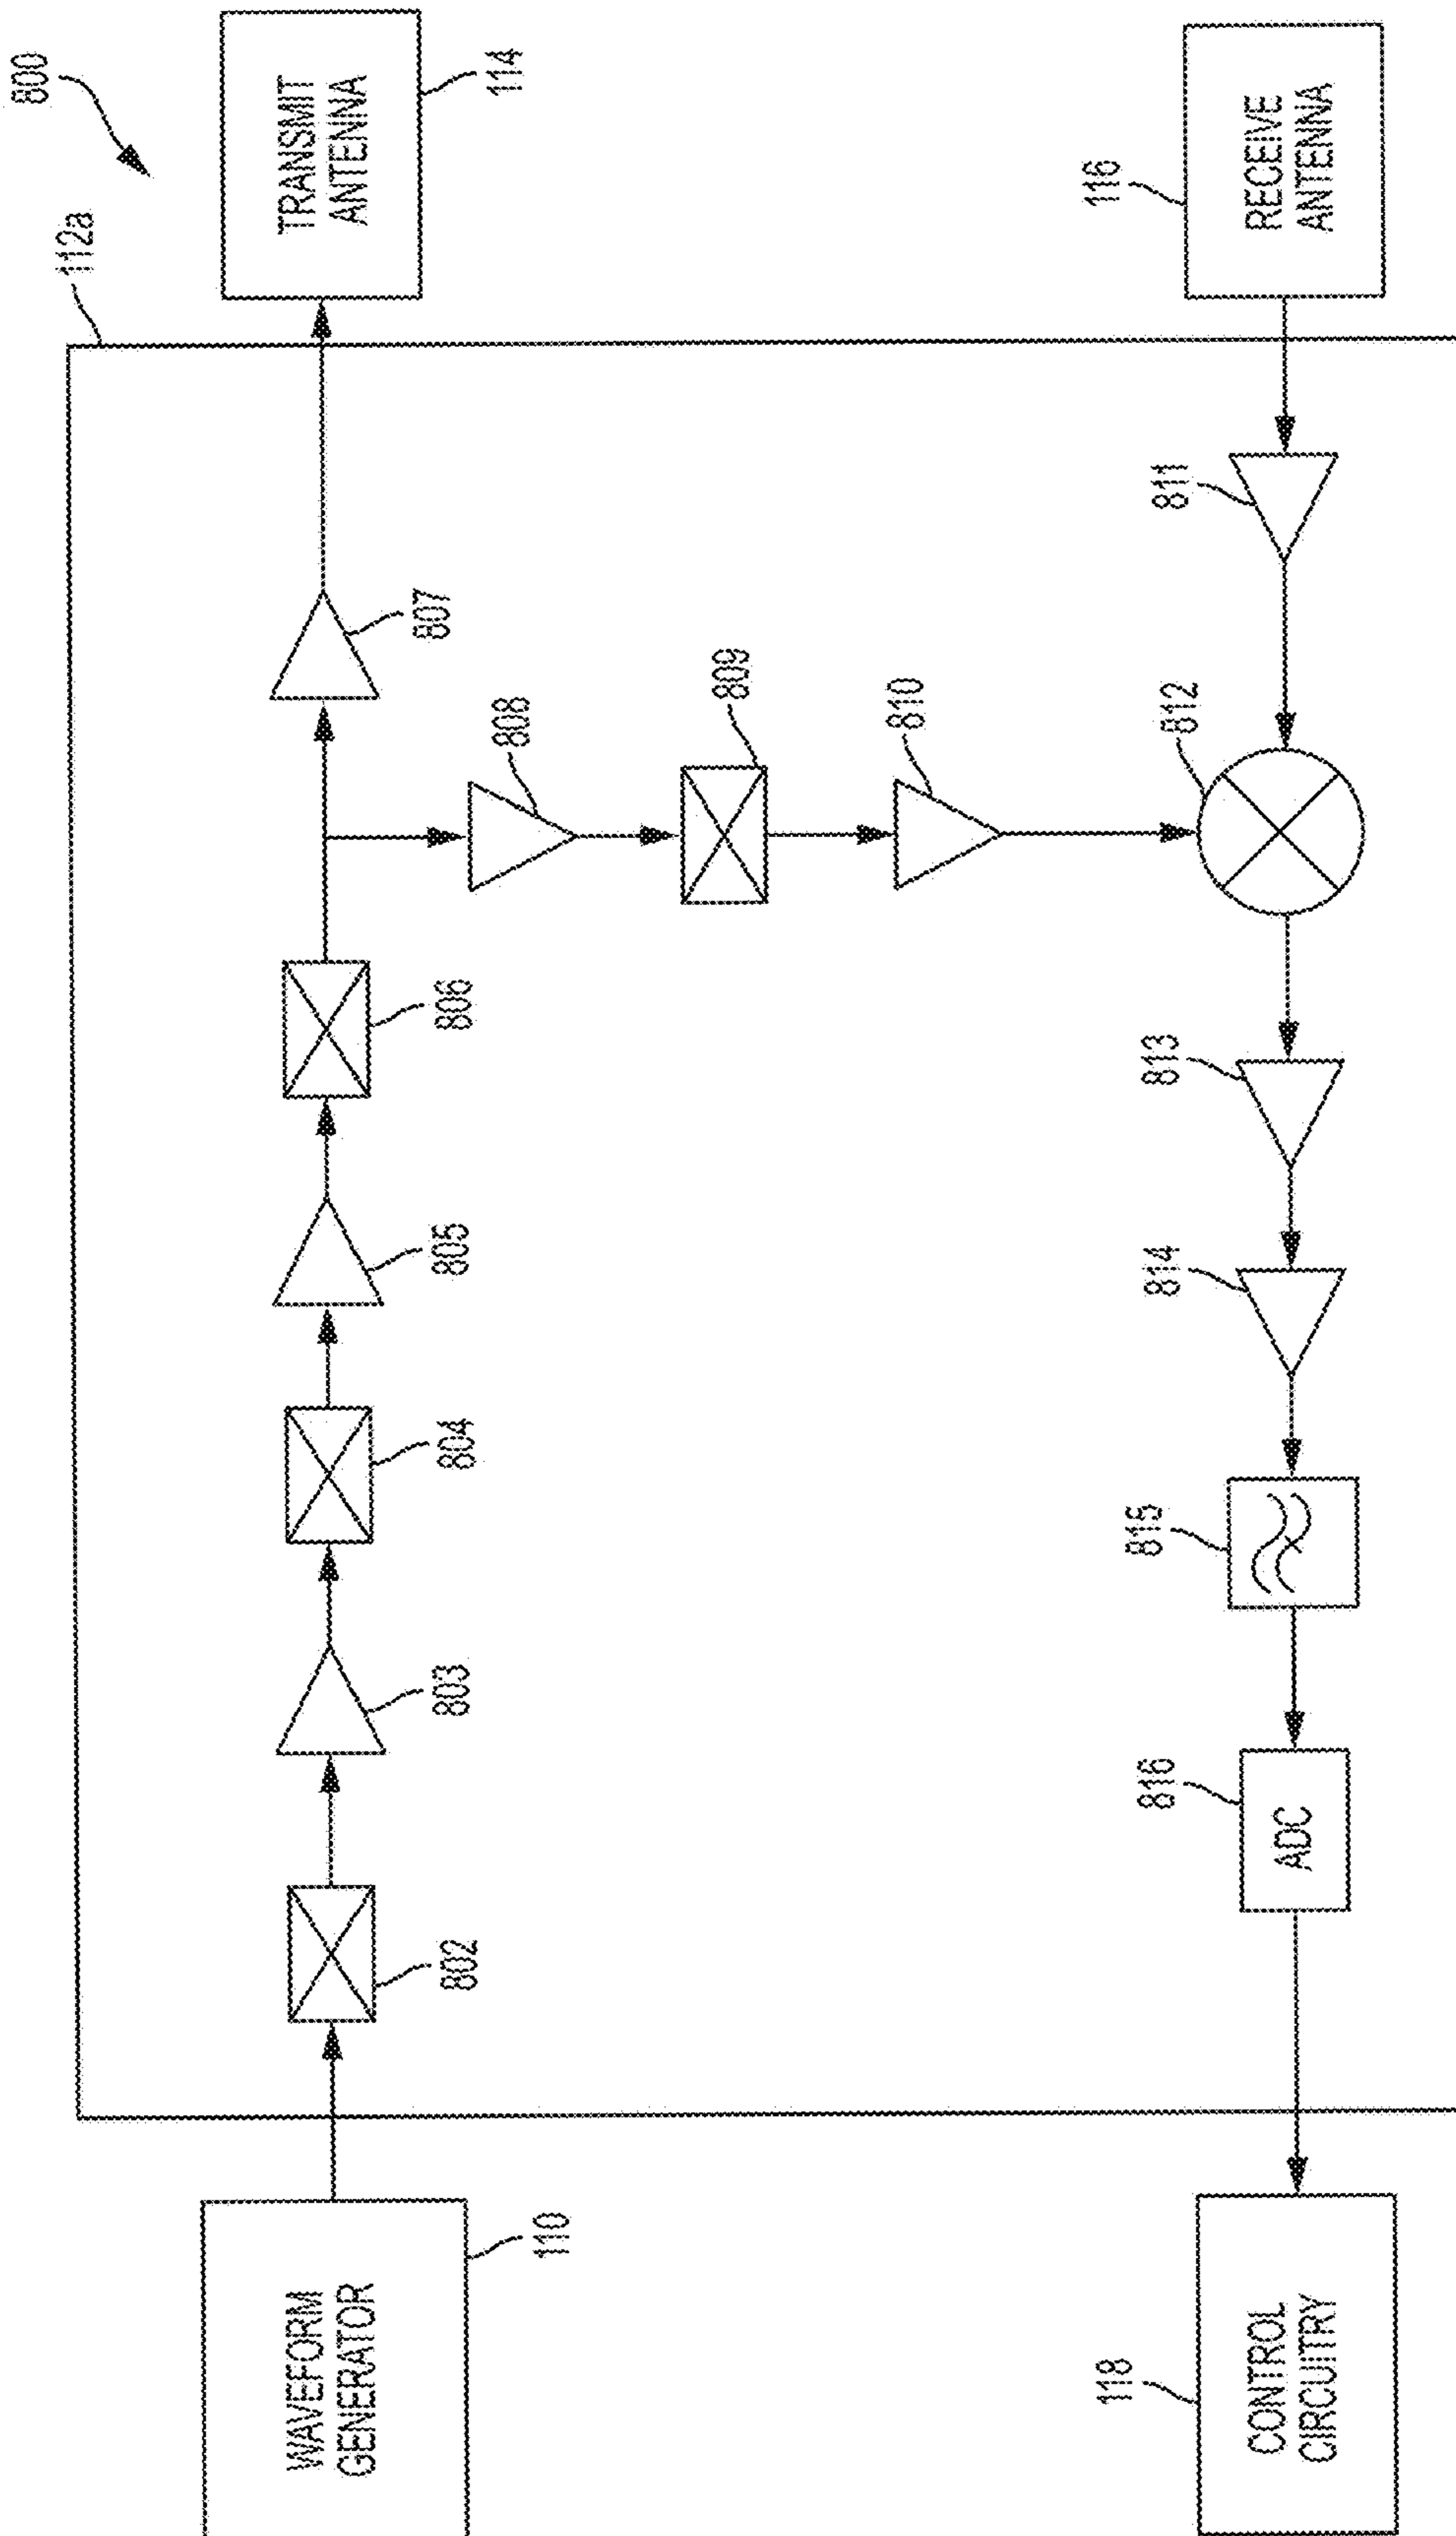 800
112a
TRANSMIT
ANTENNA
114
WAVEFORM
GENERATOR
110
802
803
804
805
806
807
808
809
810
RECEIVE
ANTENNA
116
811
812
813
814
815
816
ADC
CONTROL
CIRCUITRY
118